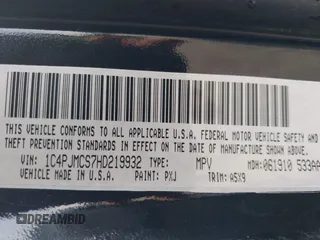 THIS VEHICLE CONFORMS TO ALL APPLICABLE U.S.A. FEDERAL MOTOR VEHICLE SAFETY AND
THEFT PREVENTION STANDARDS IN EFFECT ON THE DATE OF MANUFACTURE SHOWN ABOVE.
VIN: 1C4PJMCS7HD219932 TYPE: MPV MDH: 061910 533AA
MADE IN U.S.A. PAINT: PXJ TRIM: A5X9
DREAMBID